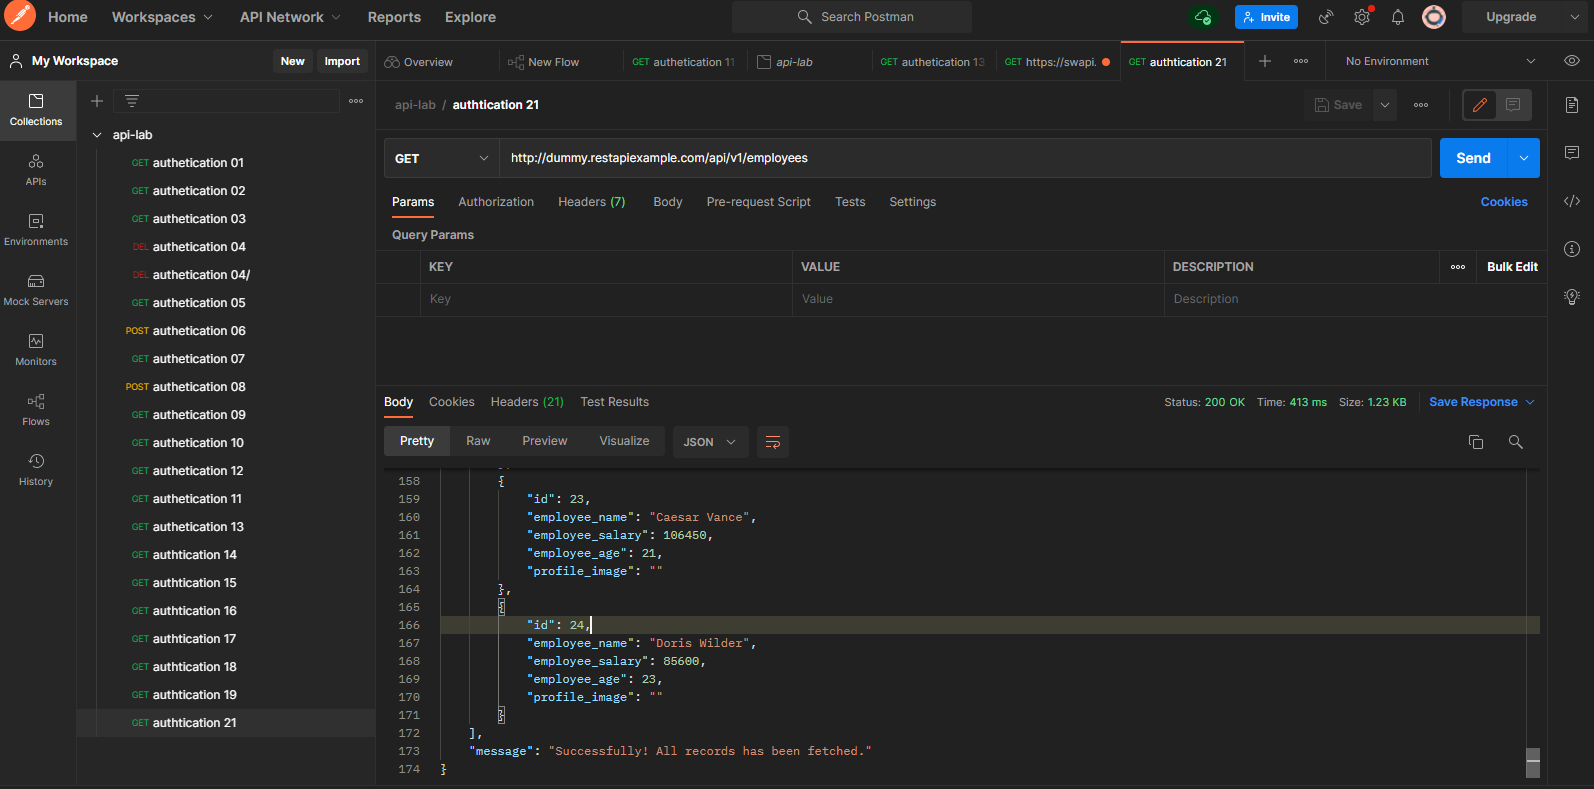 Home Workspaces API Network Reports Explore Search Postman Invite Upgrade
My Workspace New Import Overview New Flow GET authetication 11 api-lab GET authetication 13 GET https://swapi. GET authtication 21 No Environment
Collections
APIs
Environments
Mock Servers
Monitors
Flows
History
api-lab
GET authetication 01
GET authetication 02
GET authetication 03
DEL authetication 04
DEL authetication 04/
GET authetication 05
POST authetication 06
GET authetication 07
POST authetication 08
GET authetication 09
GET authetication 10
GET authetication 12
GET authetication 11
GET authetication 13
GET authtication 14
GET authtication 15
GET authtication 16
GET authtication 17
GET authtication 18
GET authtication 19
GET authtication 21
api-lab / authtication 21 Save
GET http://dummy.restapiexample.com/api/v1/employees Send
Params Authorization Headers (7) Body Pre-request Script Tests Settings Cookies
Query Params
KEY VALUE DESCRIPTION Bulk Edit
Key Value Description
Body Cookies Headers (21) Test Results Status: 200 OK Time: 413 ms Size: 1.23 KB Save Response
Pretty Raw Preview Visualize JSON
158 {
159 "id": 23,
160 "employee_name": "Caesar Vance",
161 "employee_salary": 106450,
162 "employee_age": 21,
163 "profile_image": ""
164 },
165 {
166 "id": 24,
167 "employee_name": "Doris Wilder",
168 "employee_salary": 85600,
169 "employee_age": 23,
170 "profile_image": ""
171 }
172 ],
173 "message": "Successfully! All records has been fetched."
174 }